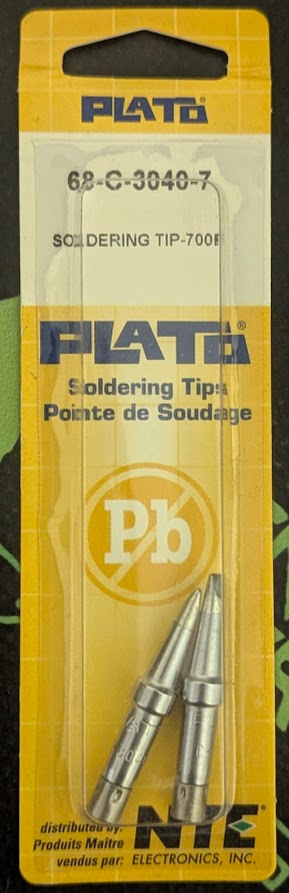 PLATO®
68-C-3040-7
SOLDERING TIP-700F
PLATO®
Soldering Tips
Pointe de Soudage
Pb
distributed by:
Produits Maitre
vendus par:
NTE
ELECTRONICS, INC.